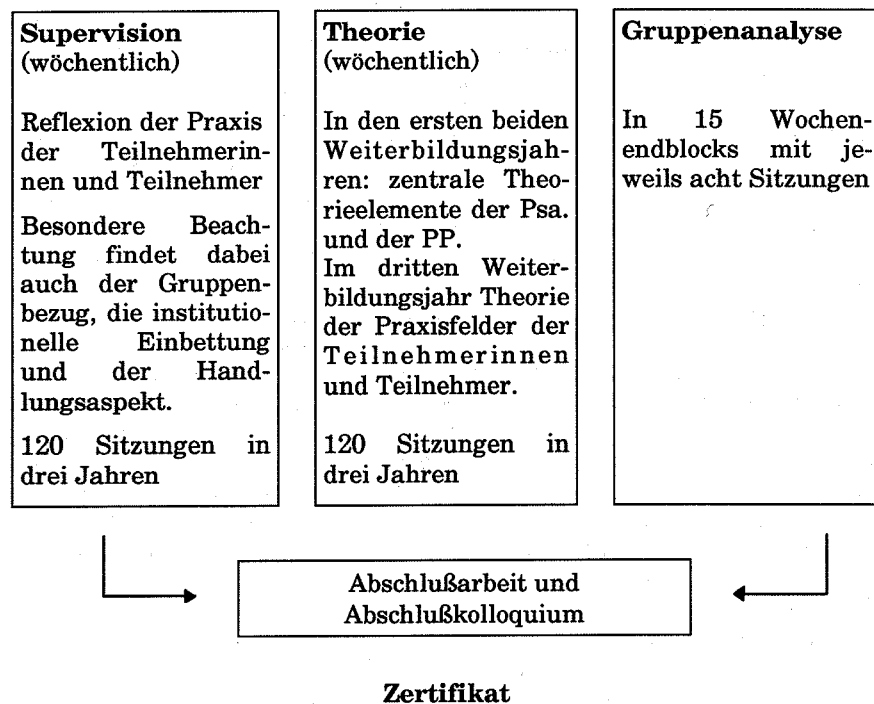 Supervision
(wöchentlich)
Reflexion der Praxis
der Teilnehmerin-
nen und Teilnehmer
Besondere Beach-
tung findet dabei
auch der Gruppen-
bezug, die institutio-
nelle Einbettung
und der Hand-
lungsaspekt.
120 Sitzungen in
drei Jahren
Theorie
(wöchentlich)
In den ersten beiden
Weiterbildungsjah-
ren: zentrale Theo-
rieelemente der Psa.
und der PP.
Im dritten Weiter-
bildungsjahr Theorie
der Praxisfelder der
Teilnehmerinnen
und Teilnehmer.
120 Sitzungen in
drei Jahren
Gruppenanalyse
In 15 Wochen-
endblocks mit je-
weils acht Sitzungen
Abschlußarbeit und
Abschlußkolloquium
Zertifikat